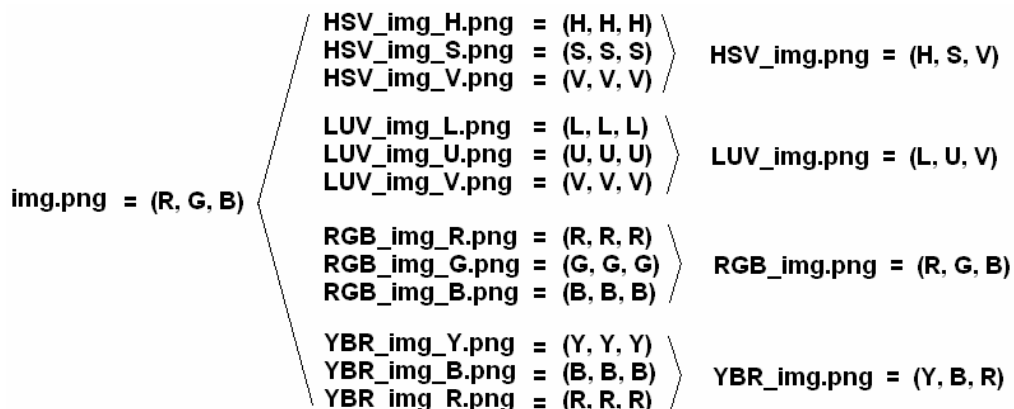 HSV_img_H.png = (H, H, H)
HSV_img_S.png = (S, S, S)
HSV_img_V.png = (V, V, V)
HSV_img.png = (H, S, V)
LUV_img_L.png = (L, L, L)
LUV_img_U.png = (U, U, U)
LUV_img_V.png = (V, V, V)
LUV_img.png = (L, U, V)
img.png = (R, G, B)
RGB_img_R.png = (R, R, R)
RGB_img_G.png = (G, G, G)
RGB_img_B.png = (B, B, B)
RGB_img.png = (R, G, B)
YBR_img_Y.png = (Y, Y, Y)
YBR_img_B.png = (B, B, B)
YBR_img_R.png = (R, R, R)
YBR_img.png = (Y, B, R)